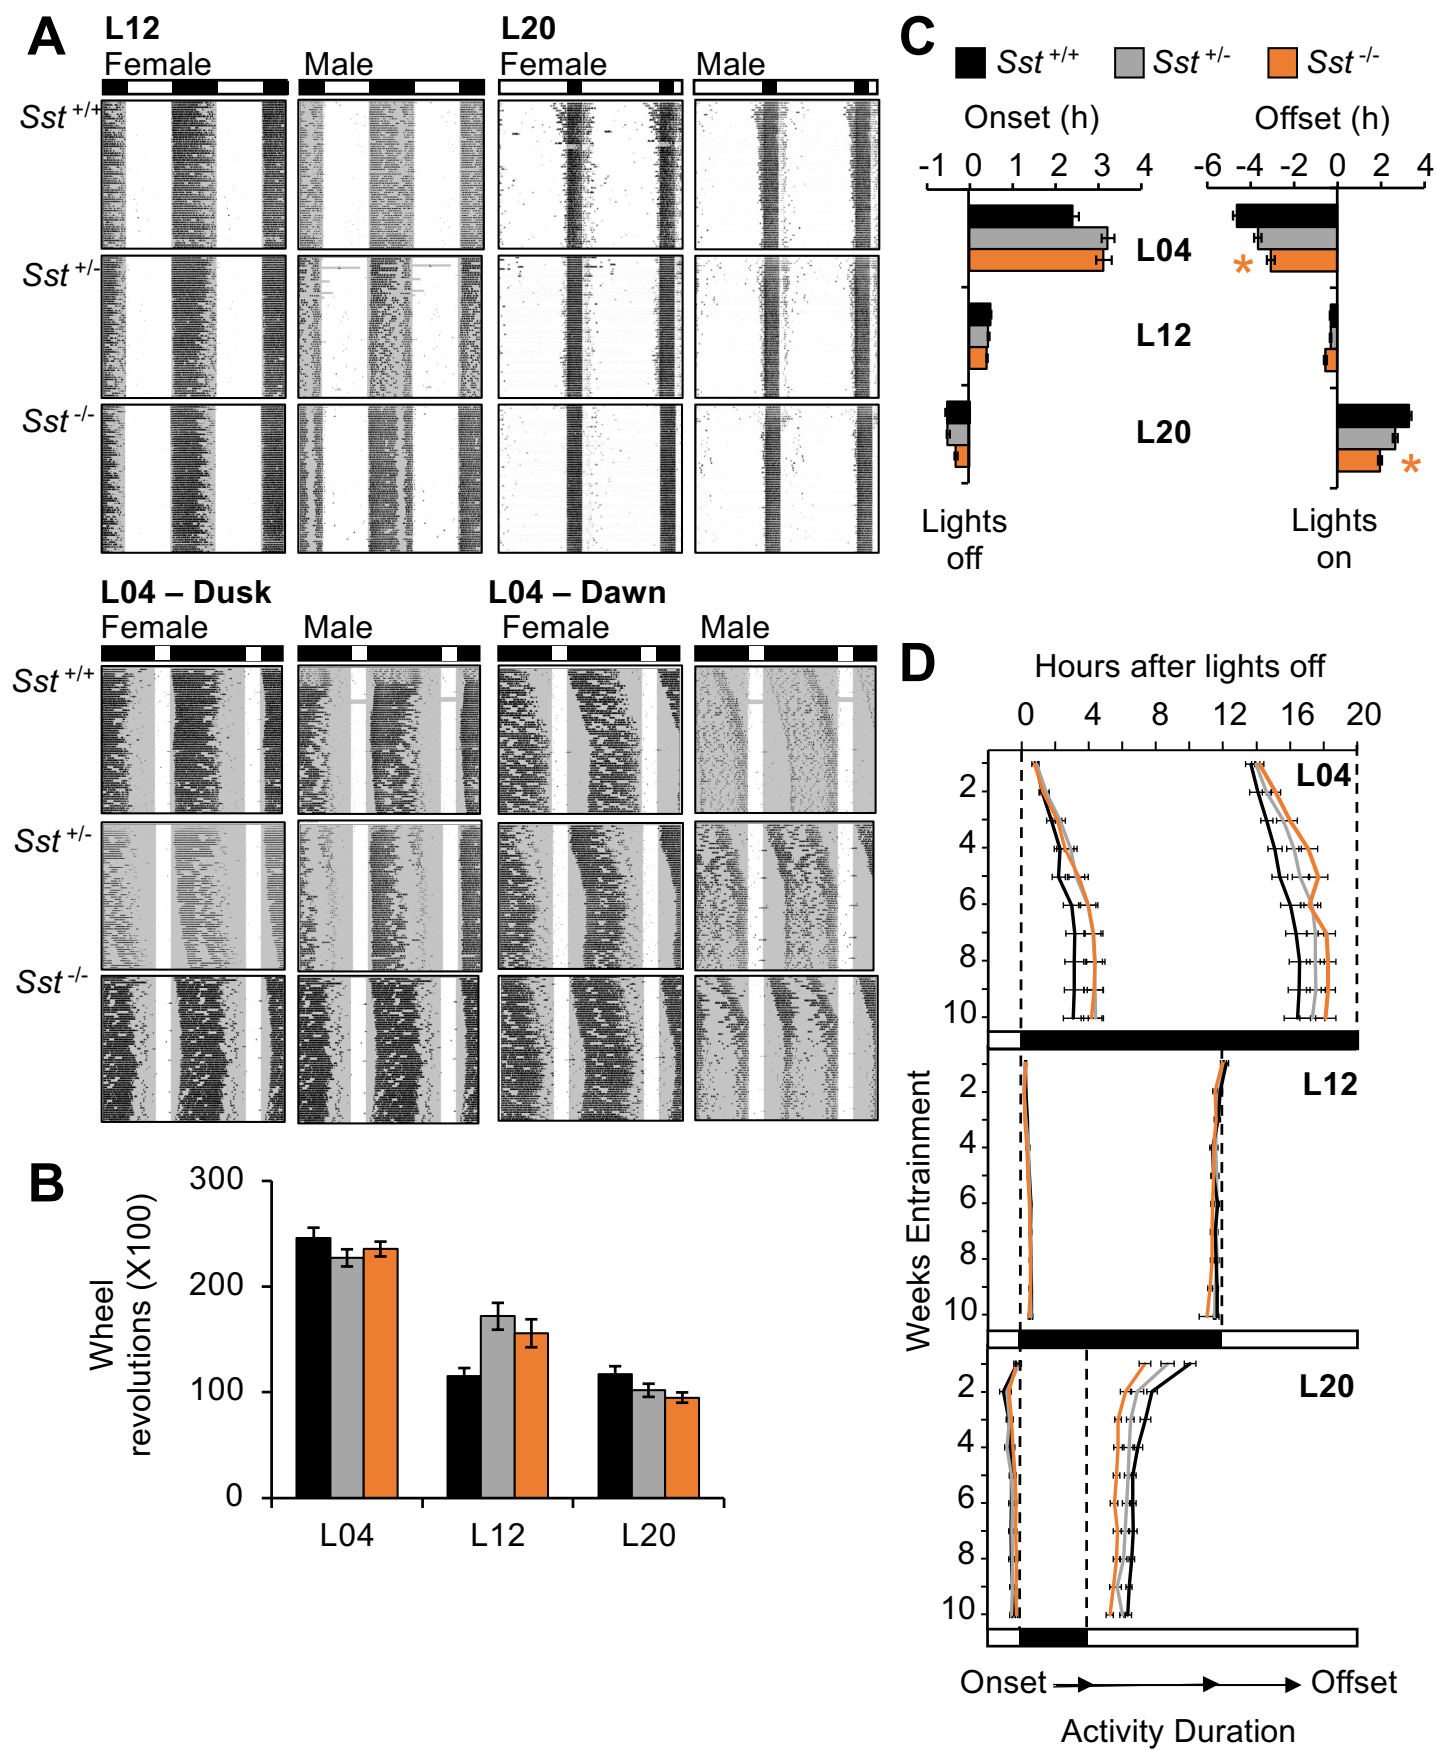 A
L12
L20
Female Male Female Male
Sst +/+
Sst +/-
Sst -/-
L04 – Dusk
L04 – Dawn
Female Male Female Male
Sst +/+
Sst +/-
Sst -/-
B
Wheel
revolutions (X100)
300
200
100
0
L04 L12 L20
C
Sst +/+ Sst +/- Sst -/-
Onset (h) Offset (h)
-1 0 1 2 3 4 -6 -4 -2 0 2 4
L04
*
L12
L20
*
Lights
off
Lights
on
D
Hours after lights off
0 4 8 12 16 20
Weeks Entrainment
L04
2
4
6
8
10
L12
2
4
6
8
10
L20
2
4
6
8
10
Onset Offset
Activity Duration